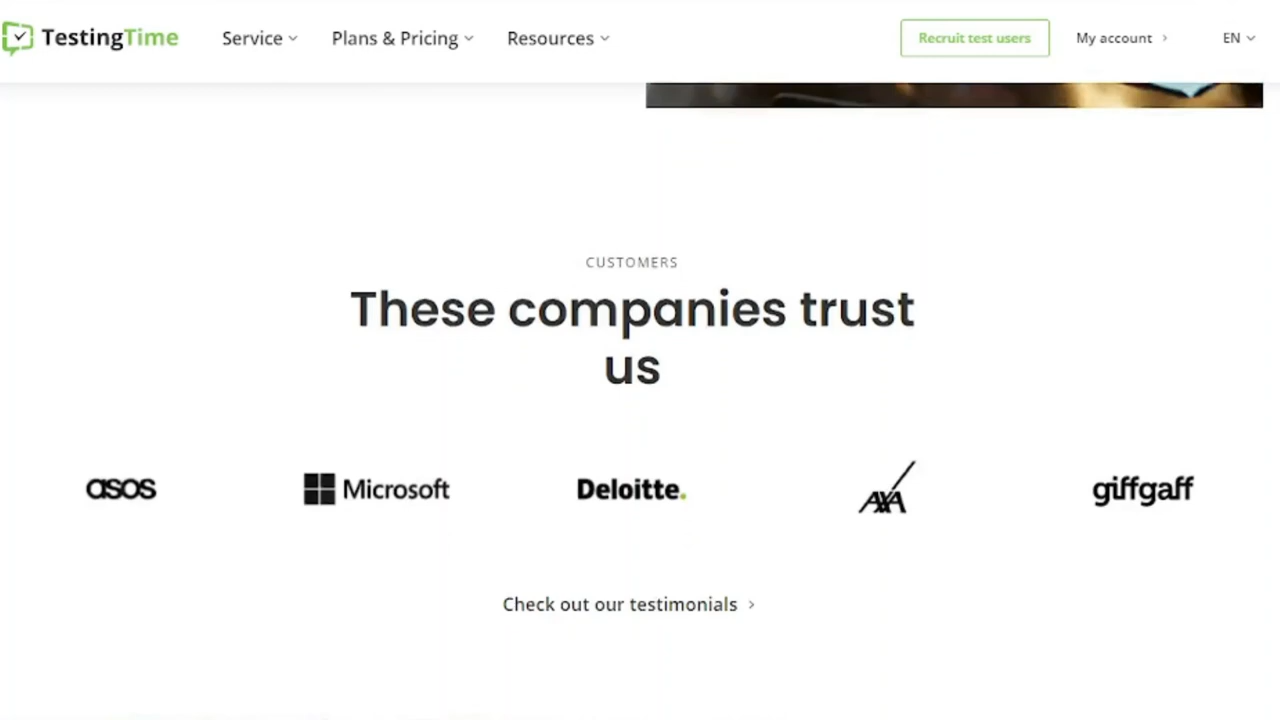 TestingTime
Service
Plans & Pricing
Resources
Recruit test users
My account
EN
CUSTOMERS
These companies trust
us
asos
Microsoft
Deloitte.
AXA
giffgaff
Check out our testimonials